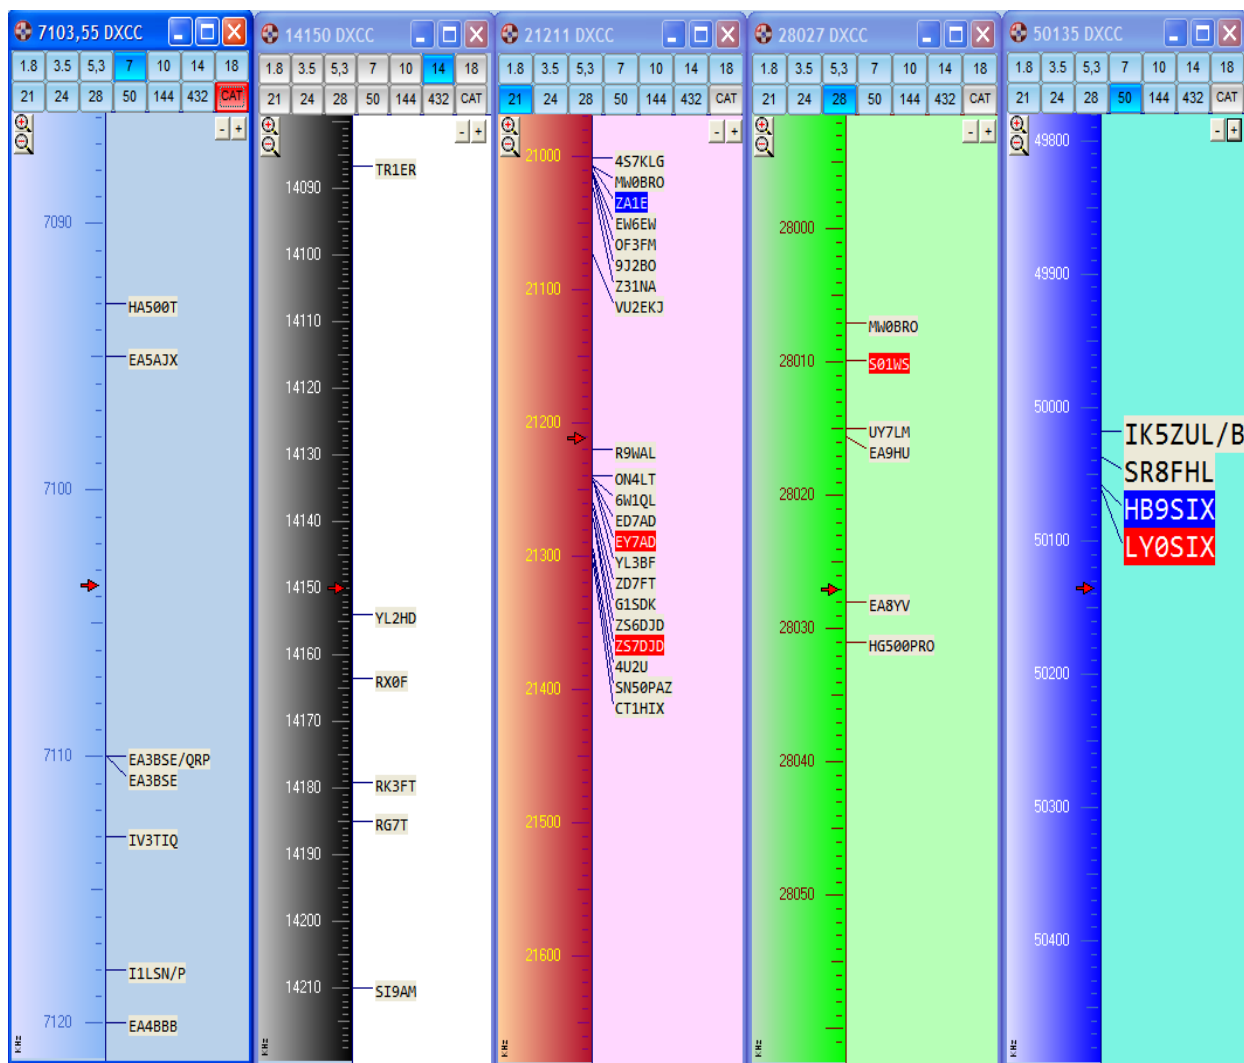 7103,55 DXCC
1.8 3.5 5,3 7 10 14 18
21 24 28 50 144 432 CAT
- +
7090
HA500T
EA5AJX
7100
7110
EA3BSE/QRP
EA3BSE
IV3TIQ
I1LSN/P
7120
EA4BBB
KHz
14150 DXCC
1.8 3.5 5,3 7 10 14 18
21 24 28 50 144 432 CAT
- +
TR1ER
14090
14100
14110
14120
14130
14140
14150
YL2HD
14160
RX0F
14170
14180
RK3FT
RG7T
14190
14200
14210
SI9AM
KHz
21211 DXCC
1.8 3.5 5,3 7 10 14 18
21 24 28 50 144 432 CAT
- +
21000
4S7KLG
MW0BRO
ZA1E
EW6EW
OF3FM
9J2BO
Z31NA
21100
VU2EKJ
21200
R9WAL
ON4LT
6W1QL
ED7AD
EY7AD
21300
YL3BF
ZD7FT
G1SDK
ZS6DJD
ZS7DJD
4U2U
21400
SN50PAZ
CT1HIX
21500
21600
KHz
28027 DXCC
1.8 3.5 5,3 7 10 14 18
21 24 28 50 144 432 CAT
- +
28000
MW0BRO
28010
S01WS
UY7LM
EA9HU
28020
EA8YV
28030
HG500PRO
28040
28050
KHz
50135 DXCC
1.8 3.5 5,3 7 10 14 18
21 24 28 50 144 432 CAT
- +
49800
49900
50000
IK5ZUL/B
SR8FHL
HB9SIX
50100
LY0SIX
50200
50300
50400
KHz